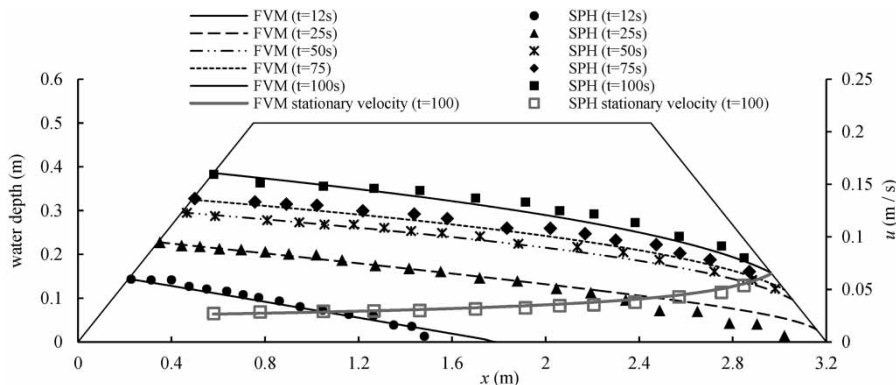 FVM (t=12s) SPH (t=12s)
FVM (t=25s) SPH (t=25s)
FVM (t=50s) SPH (t=50s)
FVM (t=75) SPH (t=75s)
FVM (t=100s) SPH (t=100s)
FVM stationary velocity (t=100) SPH stationary velocity (t=100)
0.6 0.25
0.5 0.2
0.4 0.15
0.3
0.2 0.1
0.1 0.05
0 0
water depth (m)
u (m / s)
0 0.4 0.8 1.2 1.6 2 2.4 2.8 3.2
x (m)